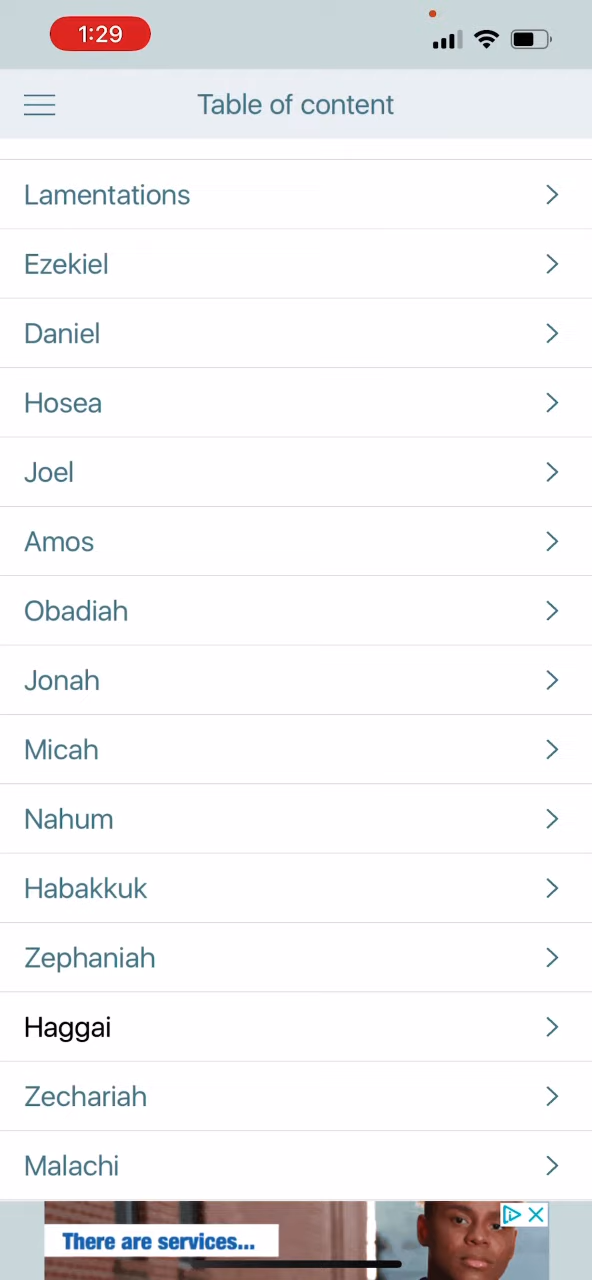 1:29
Table of content
Lamentations
Ezekiel
Daniel
Hosea
Joel
Amos
Obadiah
Jonah
Micah
Nahum
Habakkuk
Zephaniah
Haggai
Zechariah
Malachi
There are services...